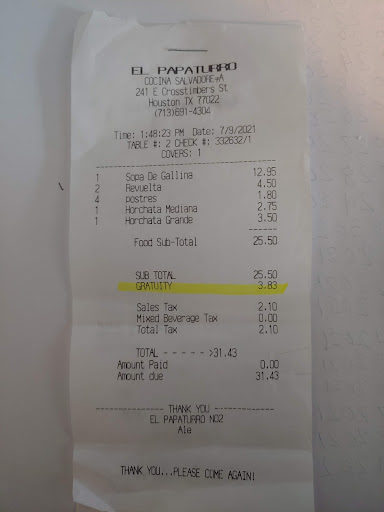 EL PAPATURRO
COCINA SALVADOREñA
241 E Crosstimbers St
Houston TX 77022
(713)691-4304
Time: 1:48:23 PM Date: 7/9/2021
TABLE #: 2 CHECK #: 332632/1
COVERS: 1
1 Sopa De Gallina 12.95
2 Revuelta 4.50
4 postres 1.80
1 Horchata Mediana 2.75
1 Horchata Grande 3.50
------
Food Sub-Total 25.50
SUB TOTAL 25.50
GRATUITY 3.83
Sales Tax 2.10
Mixed Beverage Tax 0.00
Total Tax 2.10
TOTAL - - - - - >31.43
Amount Paid 0.00
Amount due 31.43
---------------- THANK YOU ----------------
EL PAPATURRO NO2
Ale
THANK YOU...PLEASE COME AGAIN!